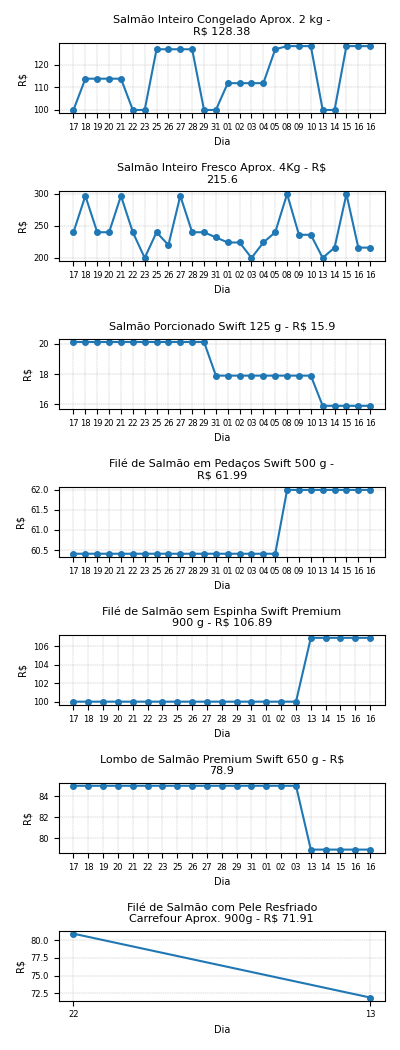 Salmão Inteiro Congelado Aprox. 2 kg -
R$ 128.38
120
110
100
R$
17 18 19 20 21 22 23 25 26 27 28 29 31 01 02 03 04 05 08 09 10 13 14 15 16 16
Dia
Salmão Inteiro Fresco Aprox. 4Kg - R$
215.6
300
250
200
R$
17 18 19 20 21 22 23 25 26 27 28 29 31 01 02 03 04 05 08 09 10 13 14 15 16 16
Dia
Salmão Porcionado Swift 125 g - R$ 15.9
20
18
16
R$
17 18 19 20 21 22 23 25 26 27 28 29 31 01 02 03 04 05 08 09 10 13 14 15 16 16
Dia
Filé de Salmão em Pedaços Swift 500 g -
R$ 61.99
62.0
61.5
61.0
60.5
R$
17 18 19 20 21 22 23 25 26 27 28 29 31 01 02 03 04 05 08 09 10 13 14 15 16 16
Dia
Filé de Salmão sem Espinha Swift Premium
900 g - R$ 106.89
106
104
102
100
R$
17 18 19 20 21 22 23 25 26 27 28 29 31 01 02 03 13 14 15 16 16
Dia
Lombo de Salmão Premium Swift 650 g - R$
78.9
84
82
80
R$
17 18 19 20 21 22 23 25 26 27 28 29 31 01 02 03 13 14 15 16 16
Dia
Filé de Salmão com Pele Resfriado
Carrefour Aprox. 900g - R$ 71.91
80.0
77.5
75.0
72.5
R$
22 13
Dia